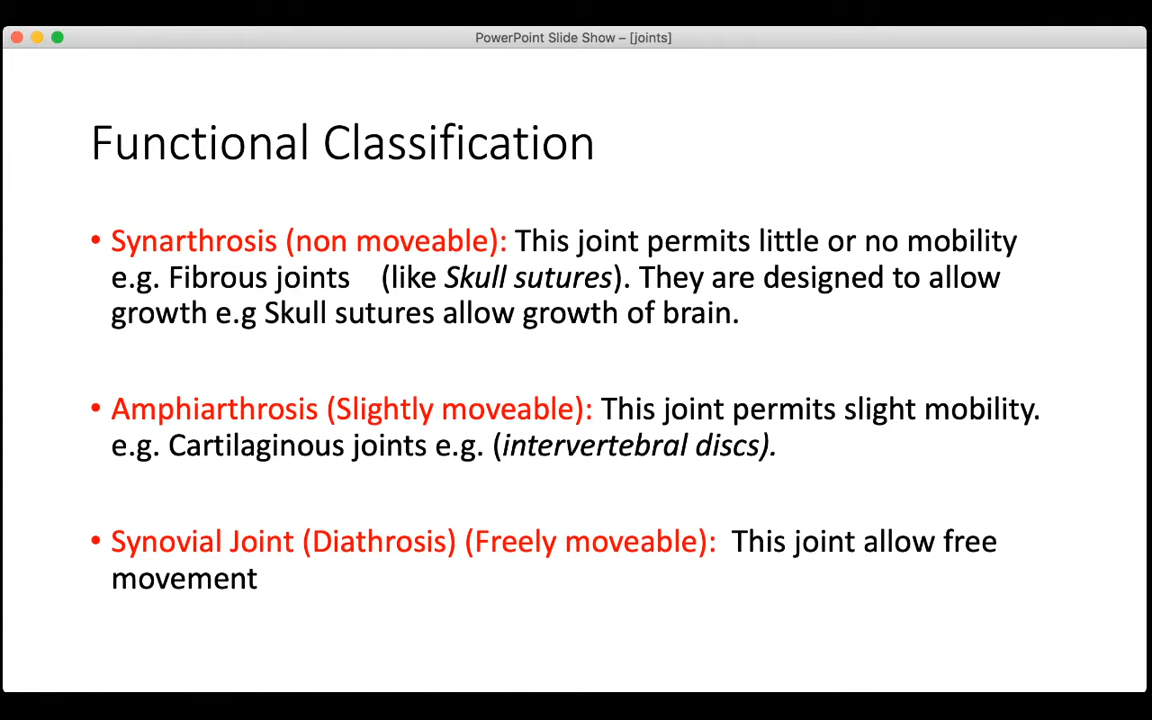 PowerPoint Slide Show – [joints]
Functional Classification
• Synarthrosis (non moveable): This joint permits little or no mobility
e.g. Fibrous joints (like Skull sutures). They are designed to allow
growth e.g Skull sutures allow growth of brain.
• Amphiarthrosis (Slightly moveable): This joint permits slight mobility.
e.g. Cartilaginous joints e.g. (intervertebral discs).
• Synovial Joint (Diathrosis) (Freely moveable): This joint allow free
movement